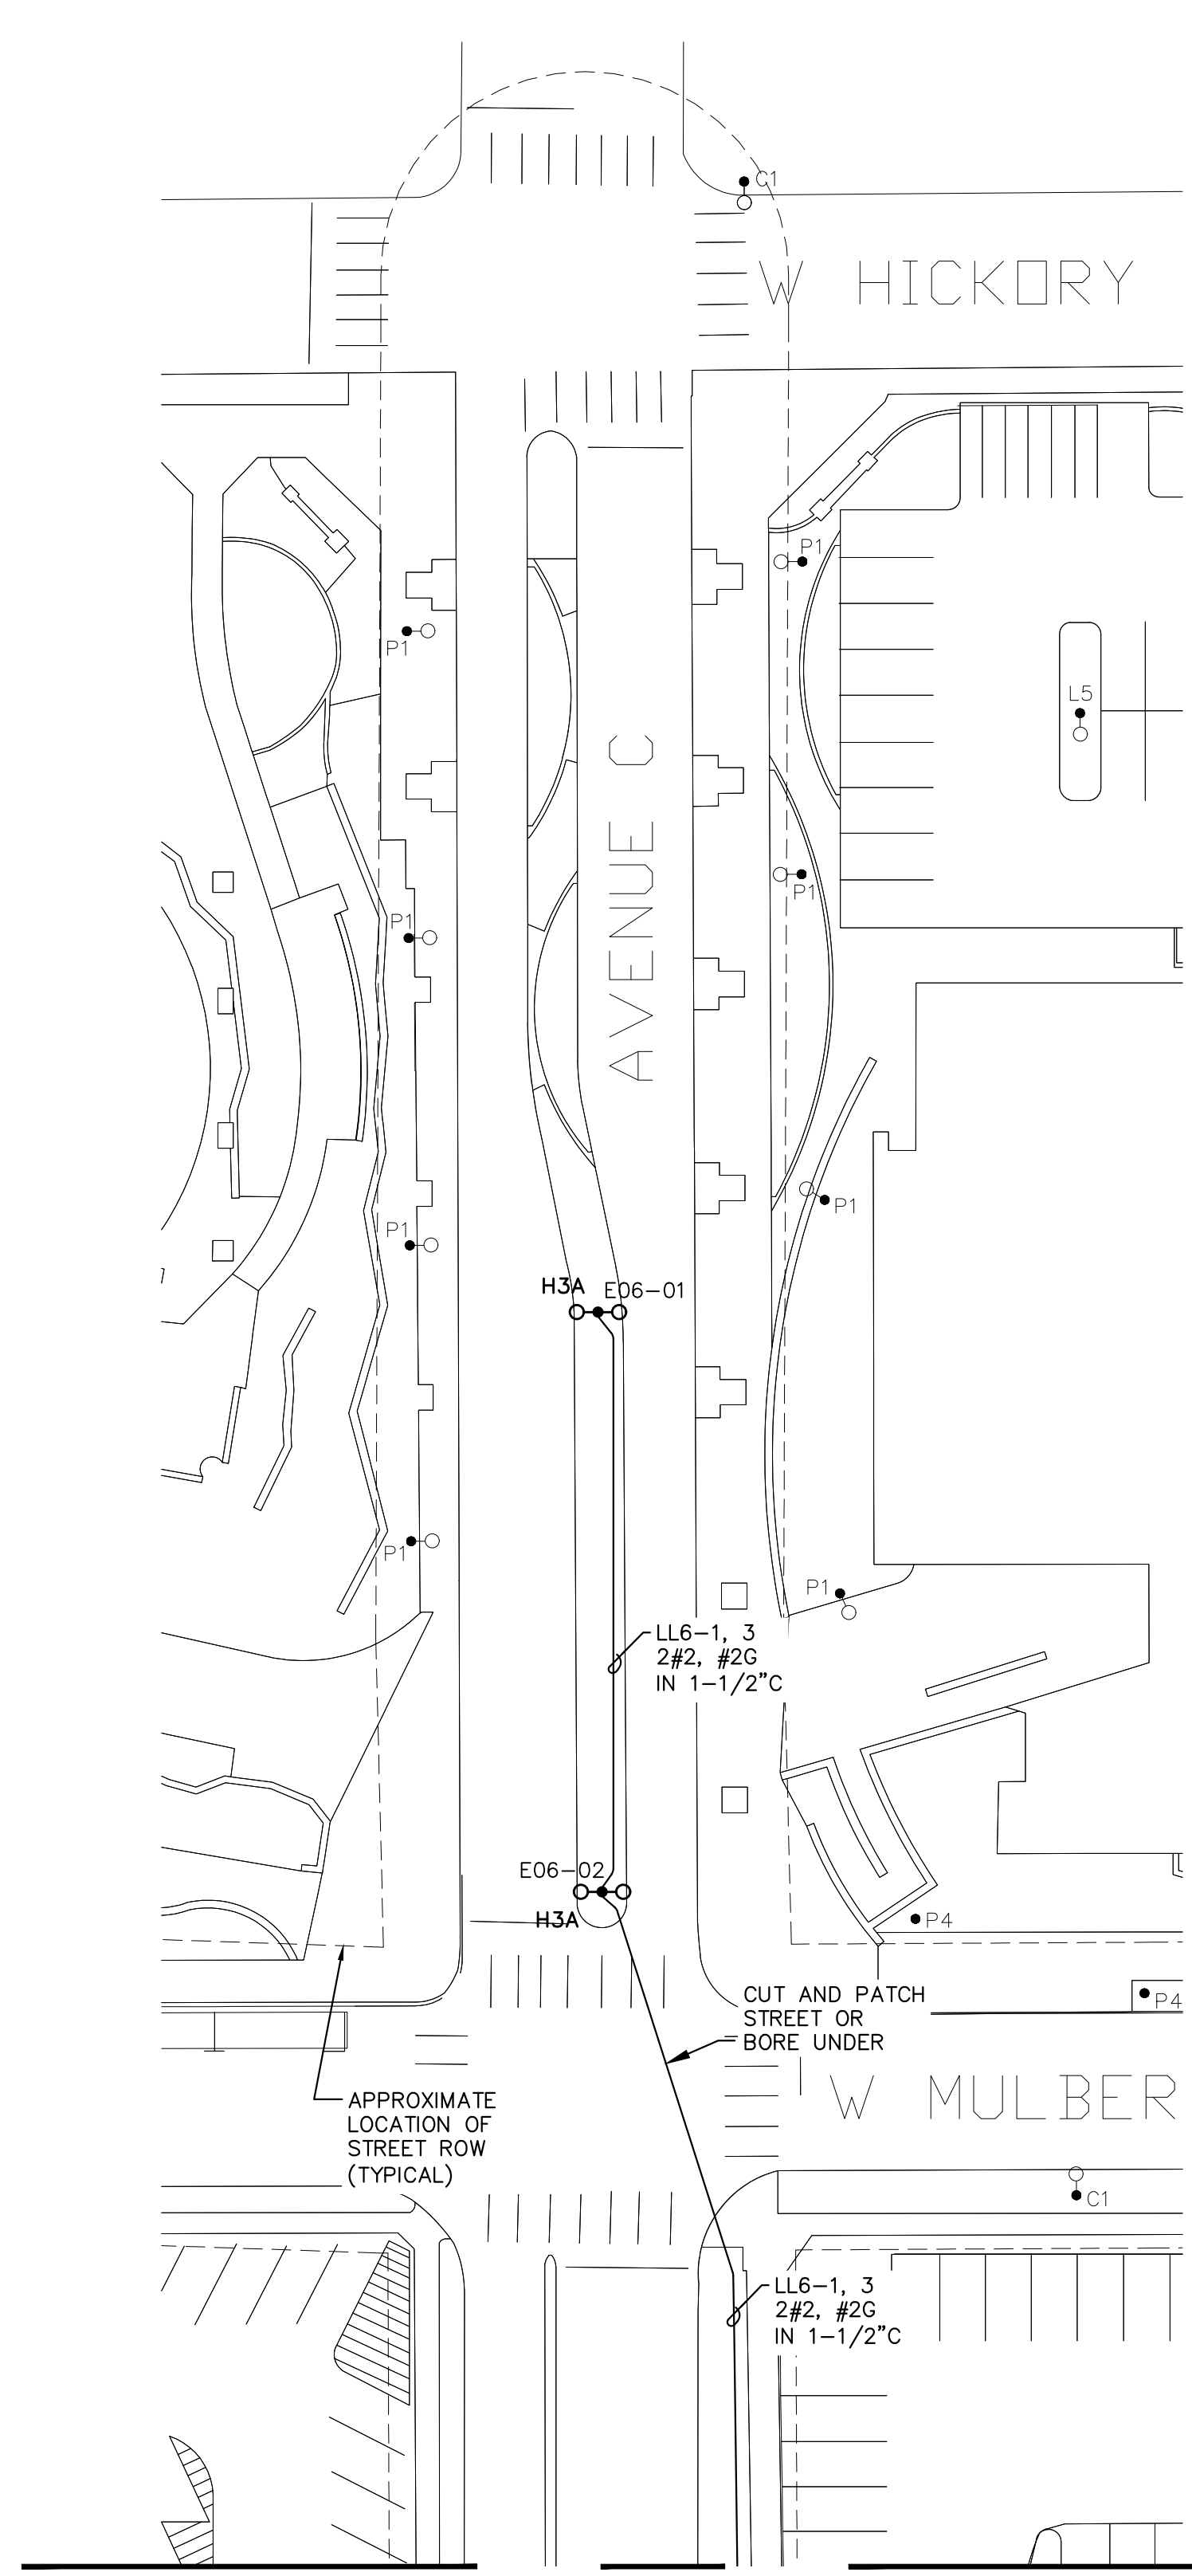 C1
W HICKORY
P1
P1
L5
AVENUE C
P1
P1
P1
P1
H3A E06-01
P1
P1
LL6-1, 3
2#2, #2G
IN 1-1/2"C
E06-02
H3A
P4
CUT AND PATCH
STREET OR
BORE UNDER
P4
W MULBER
APPROXIMATE
LOCATION OF
STREET ROW
(TYPICAL)
C1
LL6-1, 3
2#2, #2G
IN 1-1/2"C